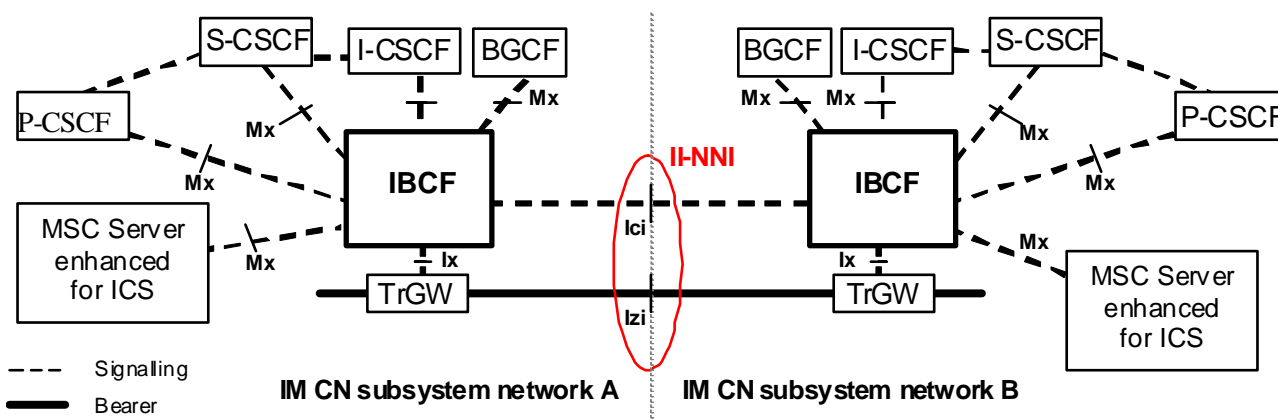 S-CSCF
I-CSCF
BGCF
BGCF
I-CSCF
S-CSCF
P-CSCF
P-CSCF
Mx
Mx
Mx
Mx
Mx
Mx
II-NNI
IBCF
IBCF
Mx
Mx
MSC Server
enhanced
for ICS
Mx
Ici
Mx
MSC Server
enhanced
for ICS
Ix
Ix
TrGW
TrGW
Izi
Signalling
Bearer
IM CN subsystem network A
IM CN subsystem network B